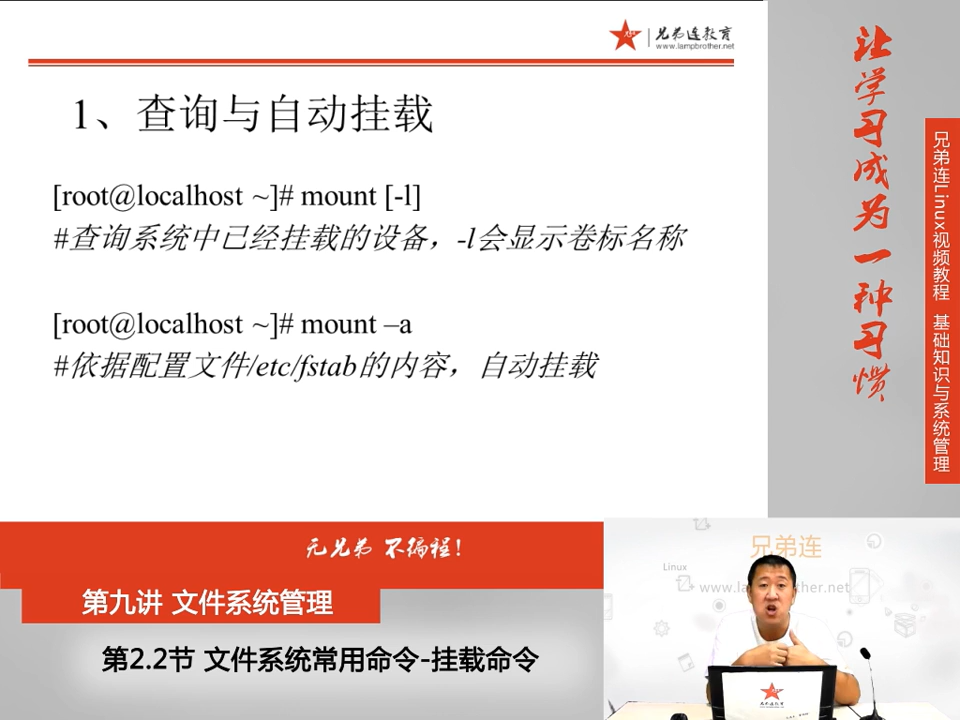 兄弟连教育
www.lampbrother.net
1、查询与自动挂载
[root@localhost ~]# mount [-l]
#查询系统中已经挂载的设备，-l会显示卷标名称
[root@localhost ~]# mount –a
#依据配置文件/etc/fstab的内容，自动挂载
让学习成为一种习惯
兄弟连Linux视频教程 基础知识与系统管理
无兄弟 不编程!
第九讲 文件系统管理
第2.2节 文件系统常用命令-挂载命令
兄弟连
Linux
兄弟连教育